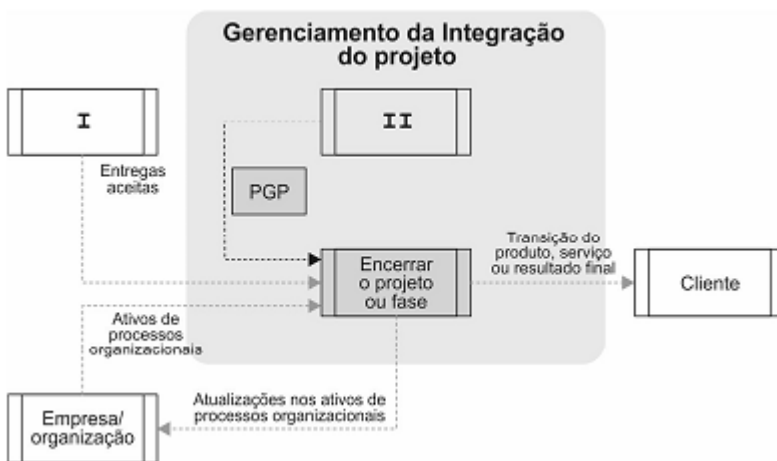 Gerenciamento da Integração
do projeto
I
II
Entregas
aceitas
PGP
Encerrar
o projeto
ou fase
Transição do
produto, serviço
ou resultado final
Cliente
Ativos de
processos
organizacionais
Atualizações nos ativos de
processos organizacionais
Empresa/
organização